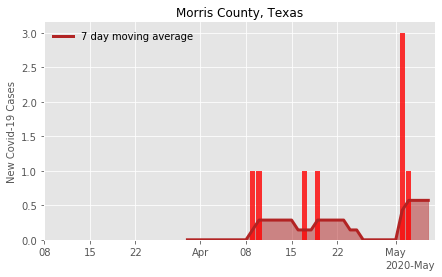 Morris County, Texas
7 day moving average
New Covid-19 Cases
3.0
2.5
2.0
1.5
1.0
0.5
0.0
08 15 22 Apr 08 15 22 May
2020-May